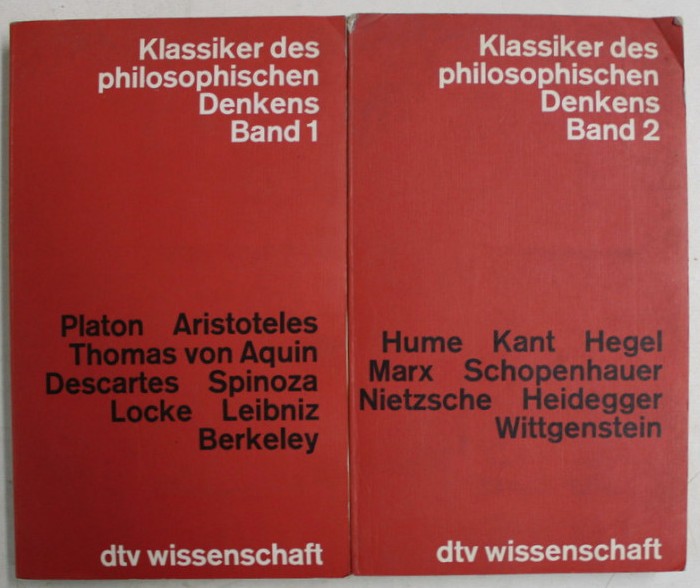 Klassiker des
philosophischen
Denkens
Band 1
Platon Aristoteles
Thomas von Aquin
Descartes Spinoza
Locke Leibniz
Berkeley
dtv wissenschaft
Klassiker des
philosophischen
Denkens
Band 2
Hume Kant Hegel
Marx Schopenhauer
Nietzsche Heidegger
Wittgenstein
dtv wissenschaft